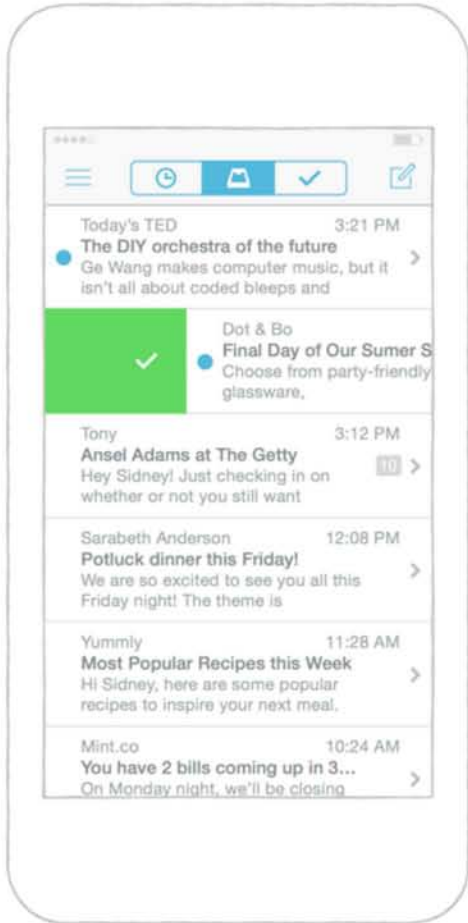 Today's TED 3:21 PM
The DIY orchestra of the future
Ge Wang makes computer music, but it
isn't all about coded bleeps and
Dot & Bo
Final Day of Our Sumer S
Choose from party-friendly
glassware,
Tony 3:12 PM
Ansel Adams at The Getty
Hey Sidney! Just checking in on
whether or not you still want
10
Sarabeth Anderson 12:08 PM
Potluck dinner this Friday!
We are so excited to see you all this
Friday night! The theme is
Yummly 11:28 AM
Most Popular Recipes this Week
Hi Sidney, here are some popular
recipes to inspire your next meal.
Mint.co 10:24 AM
You have 2 bills coming up in 3...
On Monday night, we'll be closing